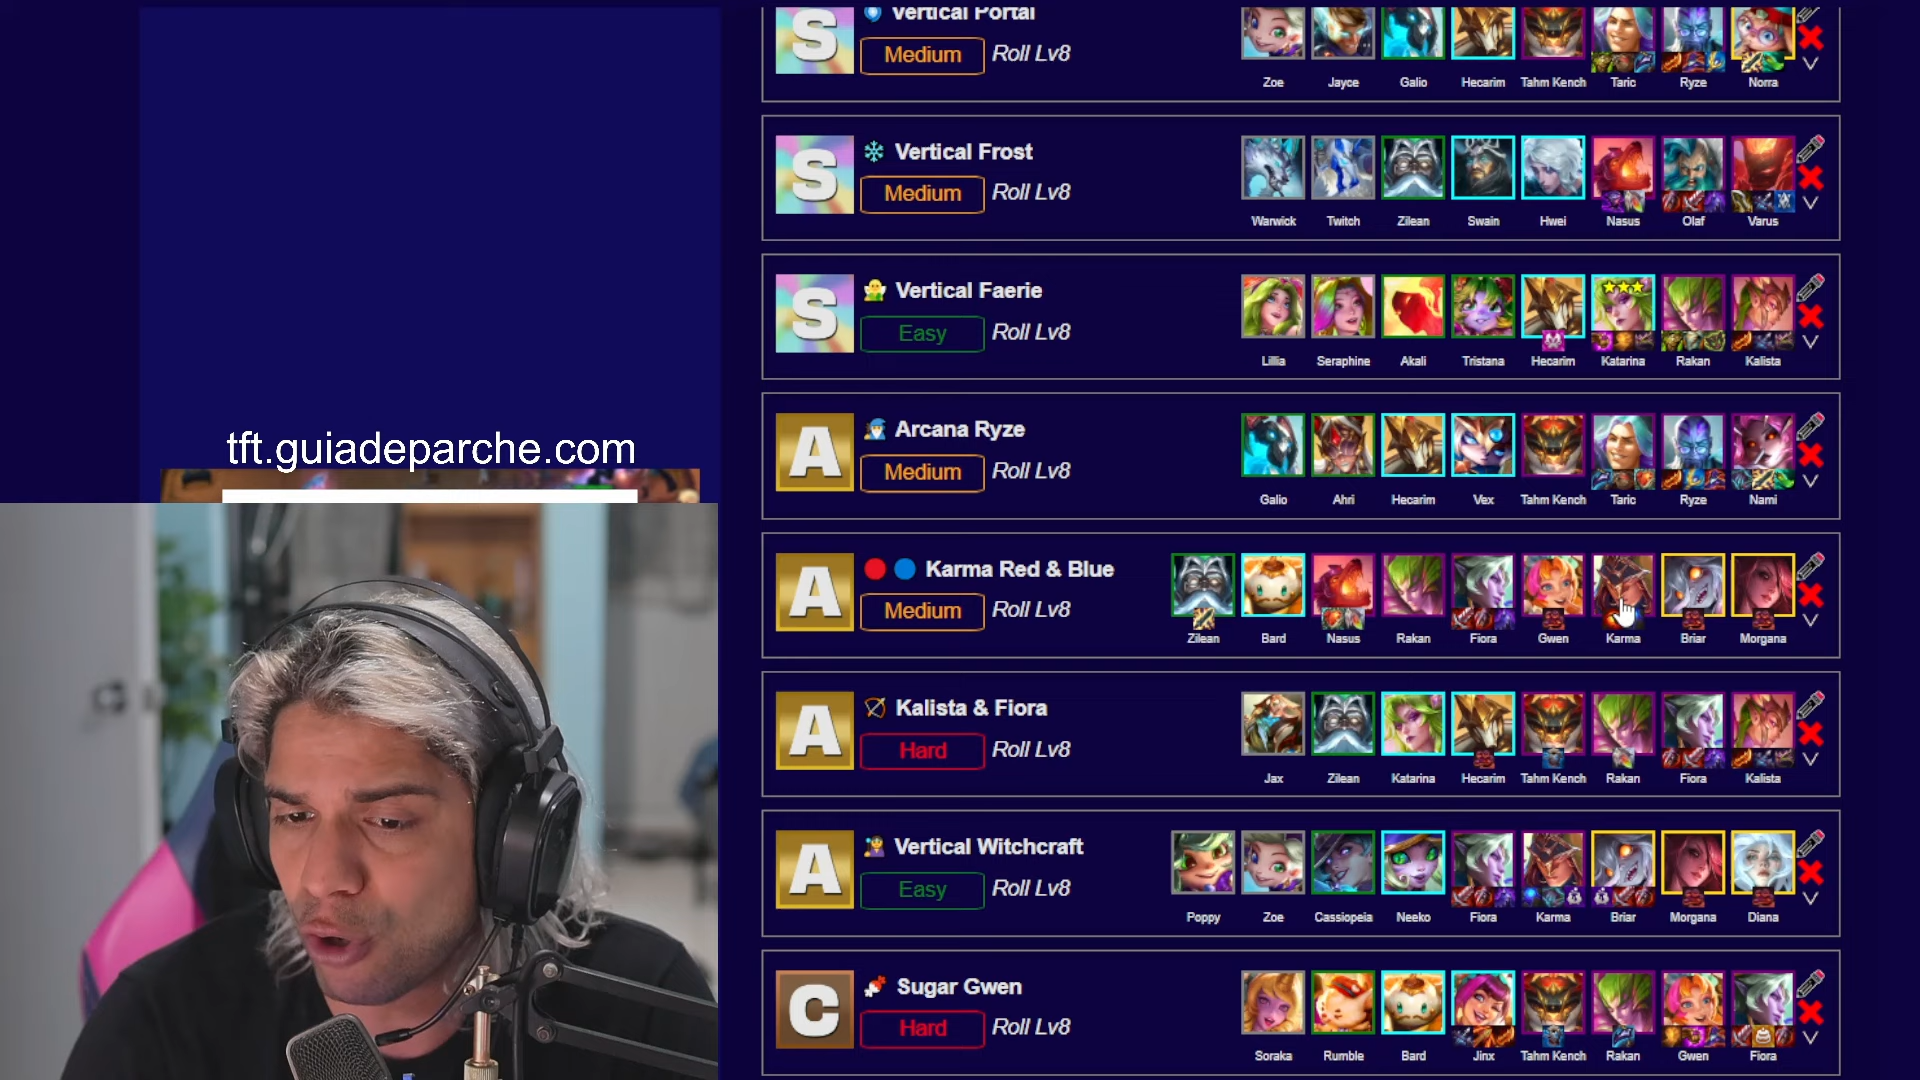 S Vertical Portal
Medium Roll Lv8
Zoe Jayce Galio Hecarim Tahm Kench Taric Ryze Norra
S Vertical Frost
Medium Roll Lv8
Warwick Twitch Zilean Swain Hwei Nasus Olaf Varus
S Vertical Faerie
Easy Roll Lv8
Lillia Seraphine Akali Tristana Hecarim Katarina Rakan Kalista
tft.guiadeparche.com
A Arcana Ryze
Medium Roll Lv8
Galio Ahri Hecarim Vex Tahm Kench Taric Ryze Nami
A Karma Red & Blue
Medium Roll Lv8
Zilean Bard Nasus Rakan Fiora Gwen Karma Briar Morgana
A Kalista & Fiora
Hard Roll Lv8
Jax Zilean Katarina Hecarim Tahm Kench Rakan Fiora Kalista
A Vertical Witchcraft
Easy Roll Lv8
Poppy Zoe Cassiopeia Neeko Fiora Karma Briar Morgana Diana
C Sugar Gwen
Hard Roll Lv8
Soraka Rumble Bard Jinx Tahm Kench Rakan Gwen Fiora